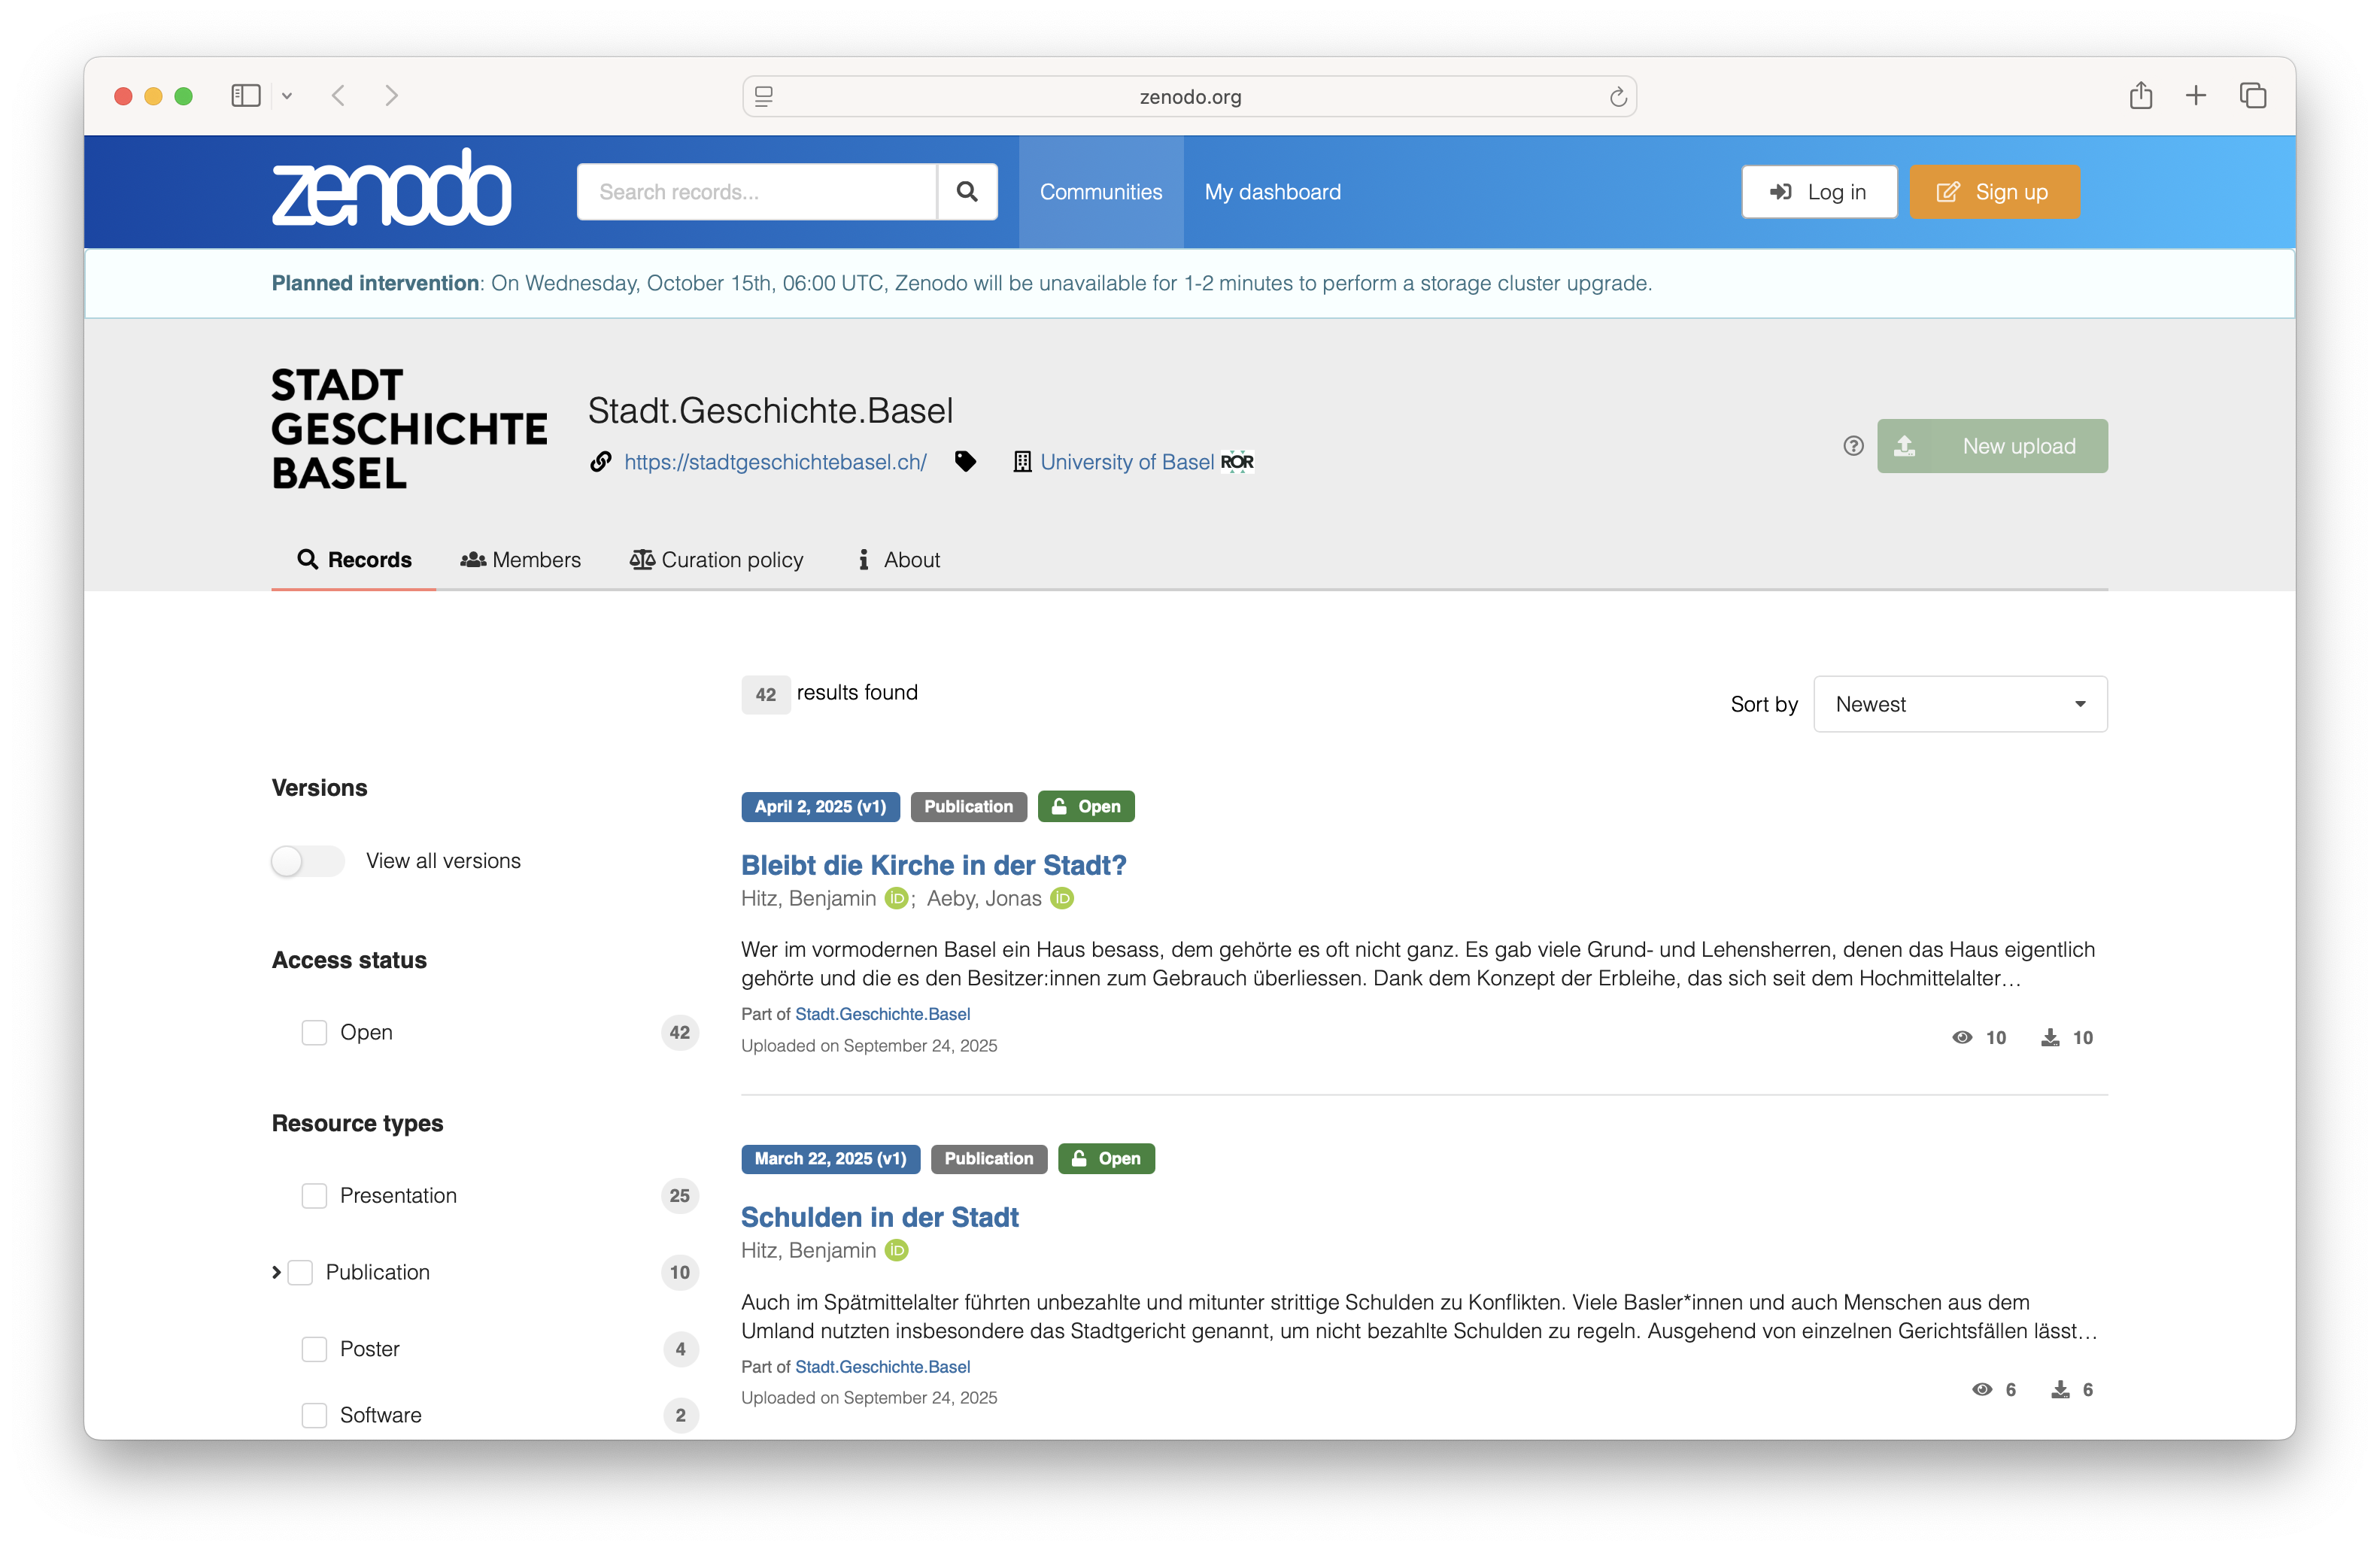 zenodo.org
zenodo
Search records...
Communities
My dashboard
Log in
Sign up
Planned intervention: On Wednesday, October 15th, 06:00 UTC, Zenodo will be unavailable for 1-2 minutes to perform a storage cluster upgrade.
STADT
GESCHICHTE
BASEL
Stadt.Geschichte.Basel
https://stadtgeschichtebasel.ch/
University of Basel ROR
New upload
Records
Members
Curation policy
About
42 results found
Sort by Newest
Versions
View all versions
Access status
Open 42
Resource types
Presentation 25
Publication 10
Poster 4
Software 2
April 2, 2025 (v1) Publication Open
Bleibt die Kirche in der Stadt?
Hitz, Benjamin iD; Aeby, Jonas iD
Wer im vormodernen Basel ein Haus besass, dem gehörte es oft nicht ganz. Es gab viele Grund- und Lehensherren, denen das Haus eigentlich
gehörte und die es den Besitzer:innen zum Gebrauch überliessen. Dank dem Konzept der Erbleihe, das sich seit dem Hochmittelalter…
Part of Stadt.Geschichte.Basel
Uploaded on September 24, 2025
10 10
March 22, 2025 (v1) Publication Open
Schulden in der Stadt
Hitz, Benjamin iD
Auch im Spätmittelalter führten unbezahlte und mitunter strittige Schulden zu Konflikten. Viele Basler*innen und auch Menschen aus dem
Umland nutzten insbesondere das Stadtgericht genannt, um nicht bezahlte Schulden zu regeln. Ausgehend von einzelnen Gerichtsfällen lässt…
Part of Stadt.Geschichte.Basel
Uploaded on September 24, 2025
6 6